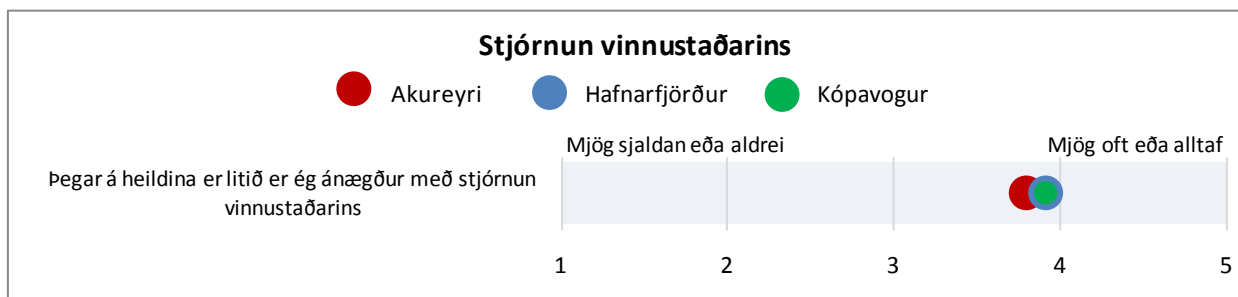 Stjórnun vinnustaðarins
Akureyri Hafnarfjörður Kópavogur
Mjög sjaldan eða aldrei Mjög oft eða alltaf
Þegar á heildina er litið er ég ánægður með stjórnun
vinnustaðarins
1 2 3 4 5